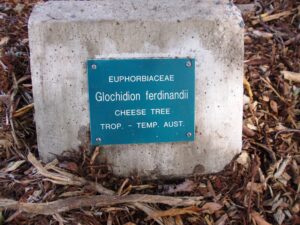 EUPHORBIACEAE
Glochidion ferdinandii
CHEESE TREE
TROP. - TEMP. AUST.